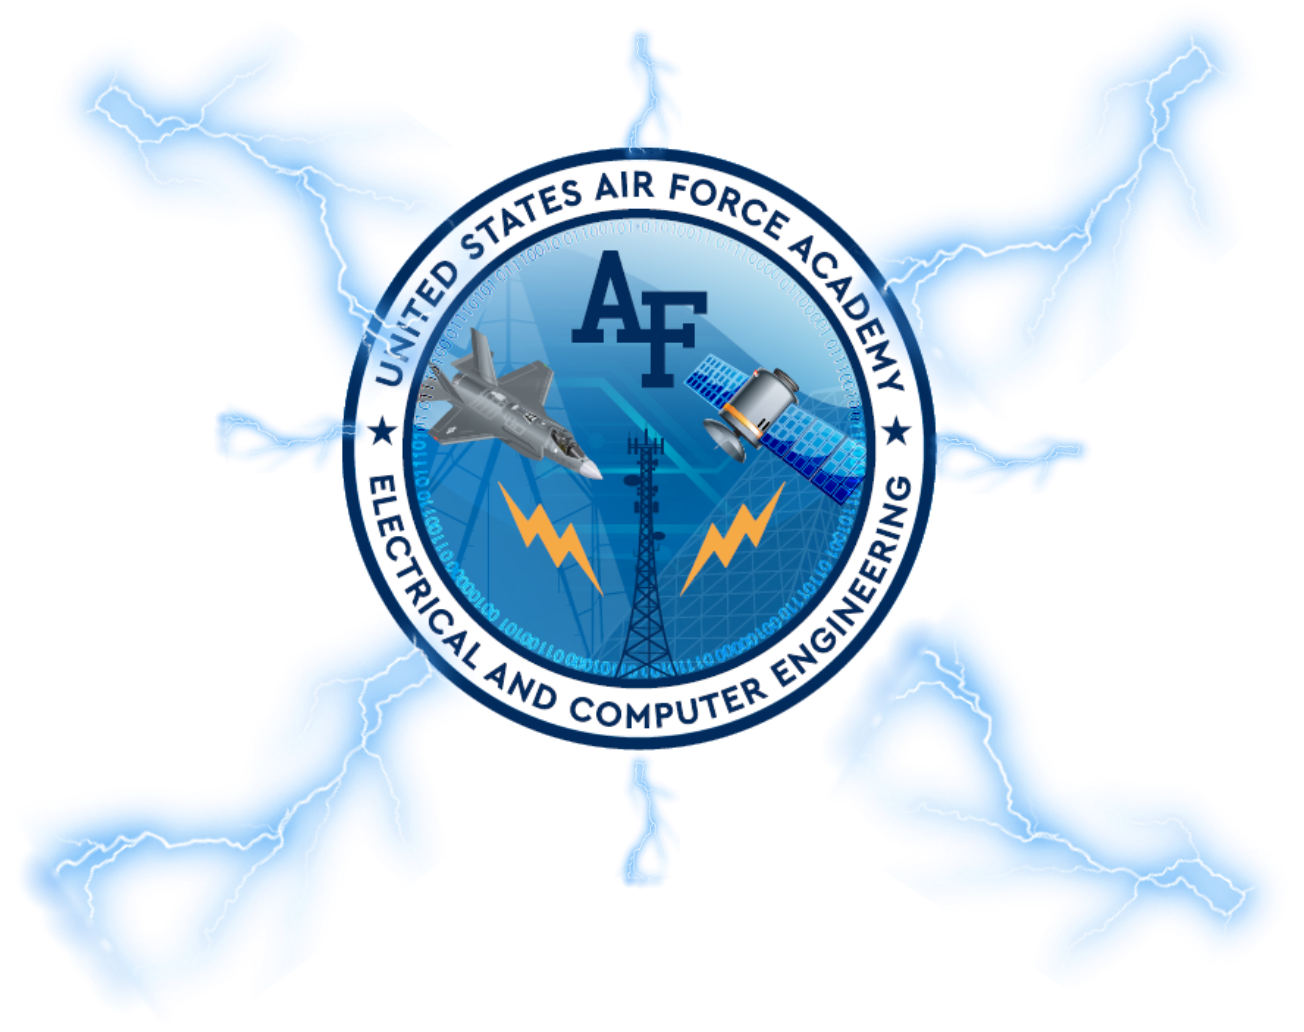 UNITED STATES AIR FORCE ACADEMY
AF
ELECTRICAL AND COMPUTER ENGINEERING